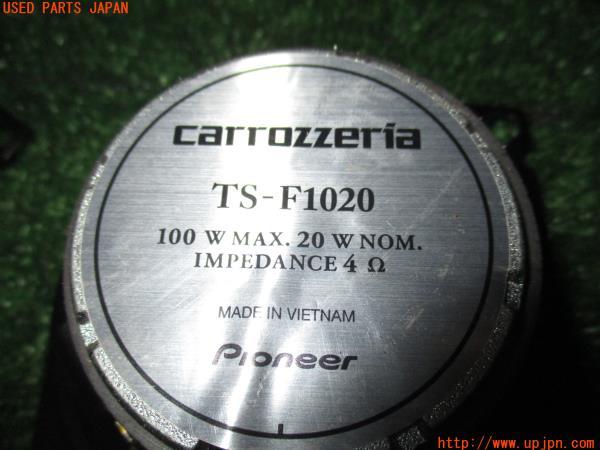 USED PARTS JAPAN
carrozzeria
TS-F1020
100 W MAX. 20 W NOM.
IMPEDANCE 4 Ω
MADE IN VIETNAM
Pioneer
http://www.upjpn.com/